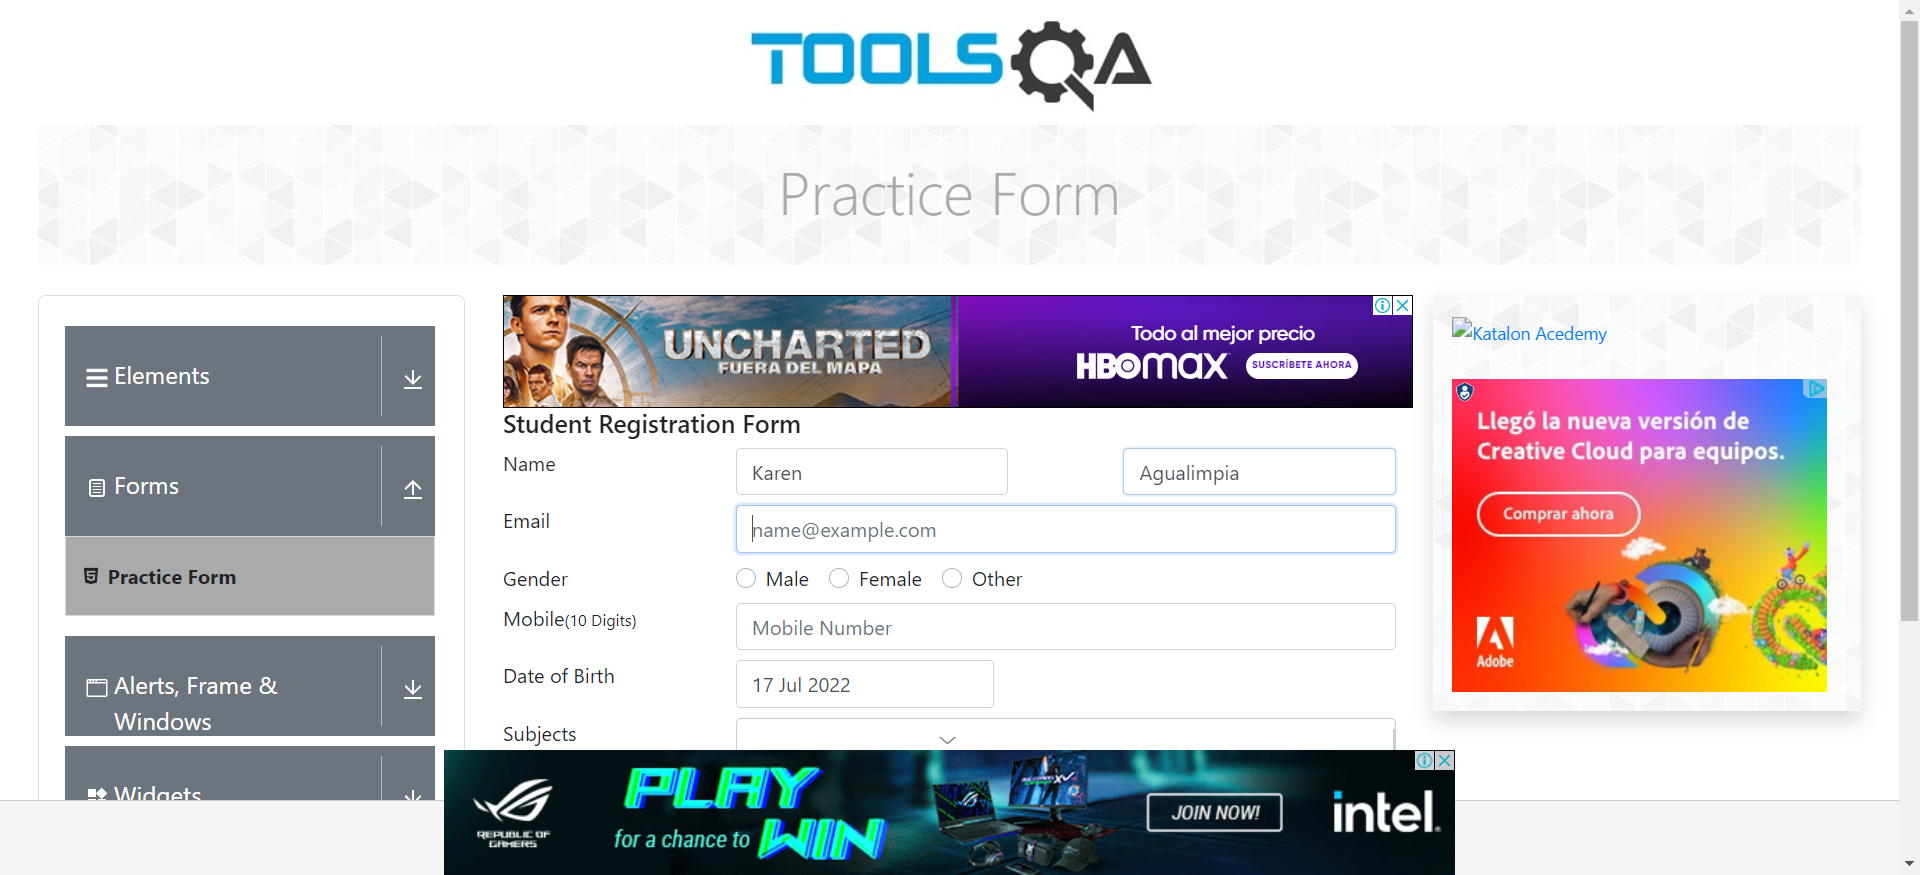 TOOLSQA
Practice Form
Elements
Forms
Practice Form
Alerts, Frame &
Windows
Widgets
UNCHARTED
FUERA DEL MAPA
Todo al mejor precio
HBOMAX
SUSCRÍBETE AHORA
Student Registration Form
Name
Karen
Agualimpia
Email
name@example.com
Gender
Male
Female
Other
Mobile(10 Digits)
Mobile Number
Date of Birth
17 Jul 2022
Subjects
Katalon Acedemy
Llegó la nueva versión de
Creative Cloud para equipos.
Comprar ahora
Adobe
REPUBLIC OF
GAMERS
PLAY
for a chance to WIN
JOIN NOW!
intel.